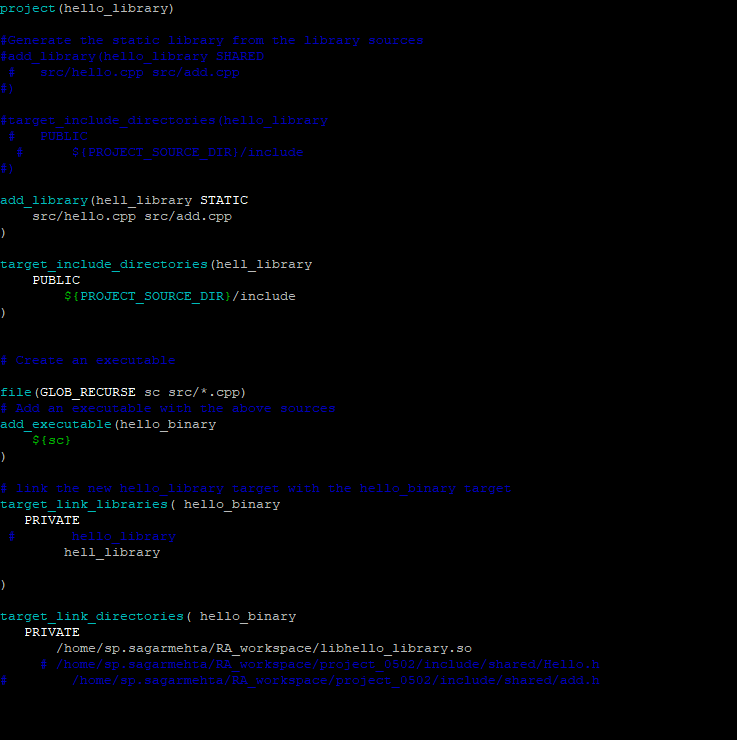 project(hello_library)
#Generate the static library from the library sources
#add_library(hello_library SHARED
#   src/hello.cpp src/add.cpp
#)
#target_include_directories(hello_library
#   PUBLIC
#      ${PROJECT_SOURCE_DIR}/include
#)
add_library(hell_library STATIC
    src/hello.cpp src/add.cpp
)
target_include_directories(hell_library
    PUBLIC
        ${PROJECT_SOURCE_DIR}/include
)
# Create an executable
file(GLOB_RECURSE sc src/*.cpp)
# Add an executable with the above sources
add_executable(hello_binary
    ${sc}
)
# link the new hello_library target with the hello_binary target
target_link_libraries( hello_binary
   PRIVATE
 #       hello_library
        hell_library
)
target_link_directories( hello_binary
   PRIVATE
       /home/sp.sagarmehta/RA_workspace/libhello_library.so
     # /home/sp.sagarmehta/RA_workspace/project_0502/include/shared/Hello.h
#        /home/sp.sagarmehta/RA_workspace/project_0502/include/shared/add.h